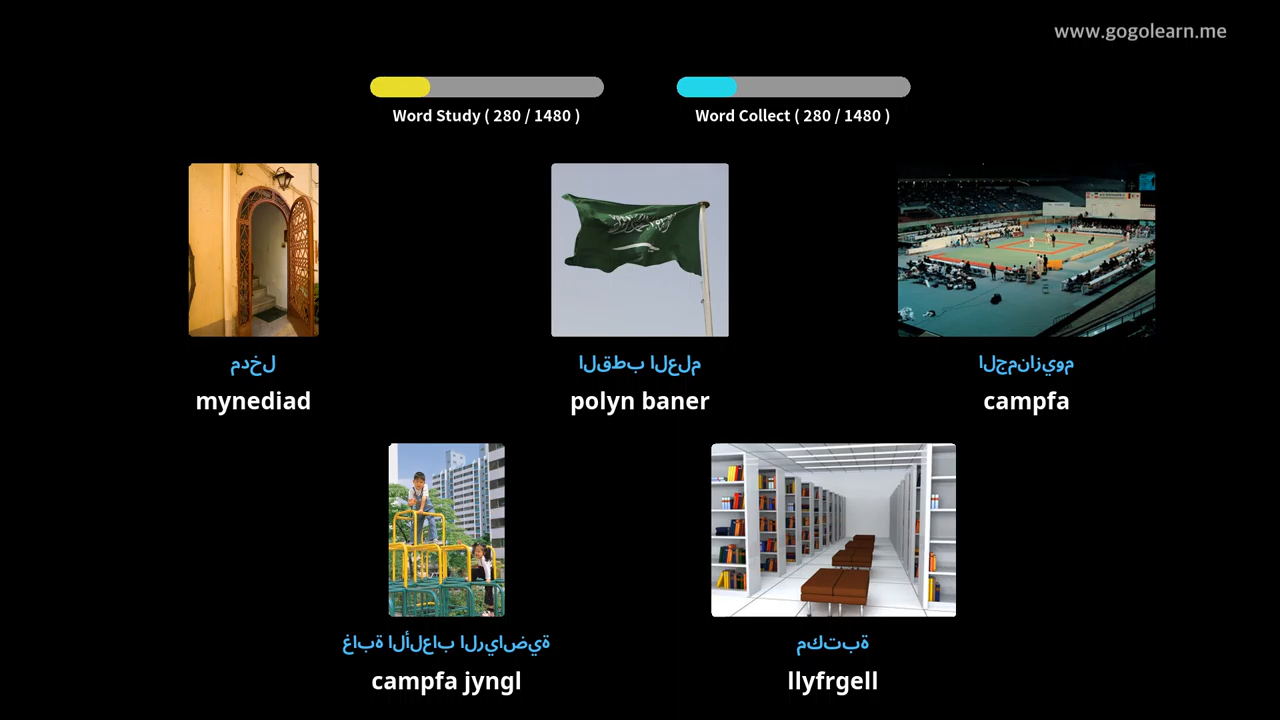 www.gogolearn.me
Word Study ( 280 / 1480 )
Word Collect ( 280 / 1480 )
مدخل
mynediad
القطب العلم
polyn baner
الجمنازيوم
campfa
غابة الألعاب الرياضية
campfa jyngl
مكتبة
llyfrgell